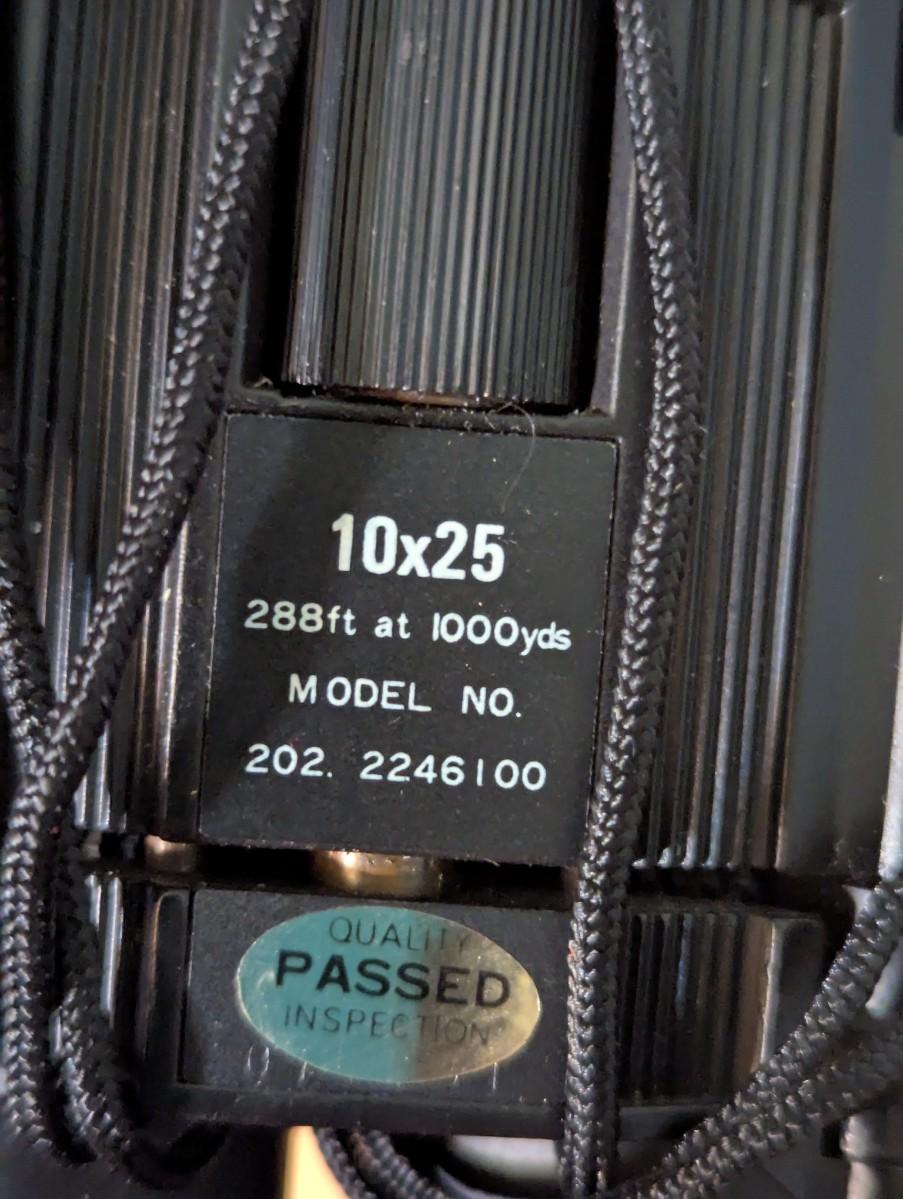 10x25
288ft at 1000yds
MODEL NO.
202. 2246100
QUALITY
PASSED
INSPECTION